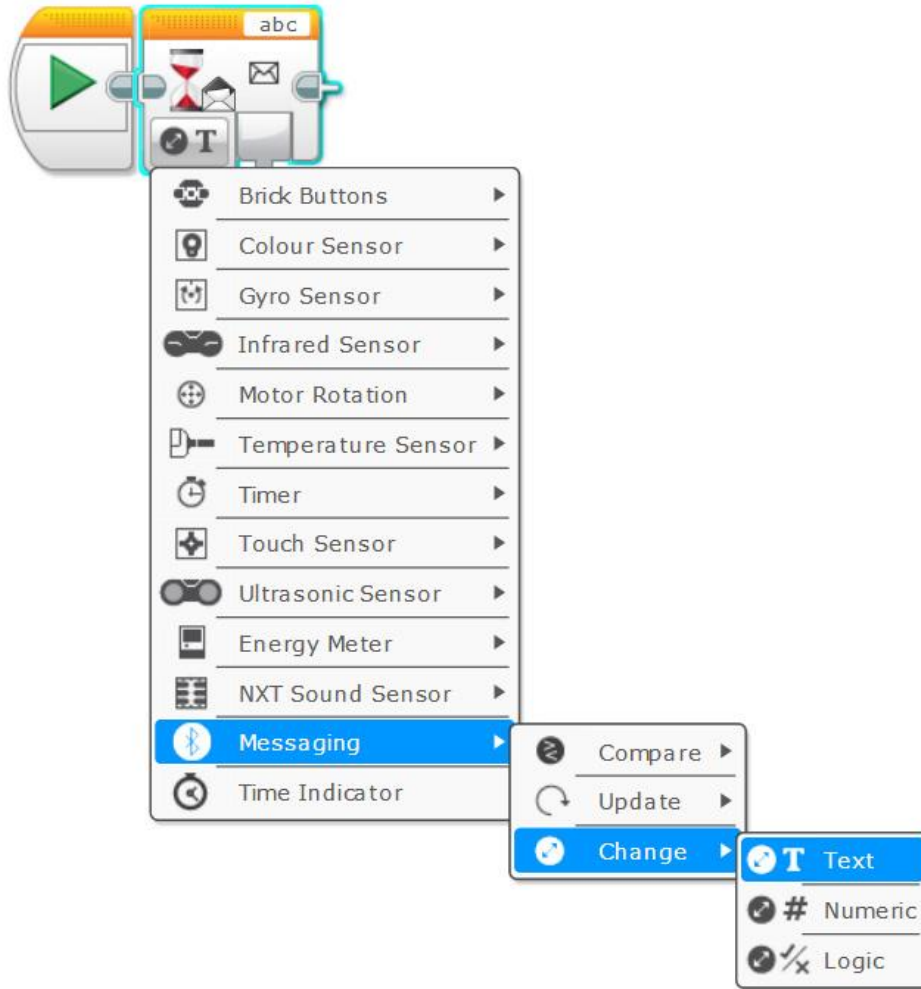 abc
T
Brick Buttons
Colour Sensor
Gyro Sensor
Infrared Sensor
Motor Rotation
Temperature Sensor
Timer
Touch Sensor
Ultrasonic Sensor
Energy Meter
NXT Sound Sensor
Messaging
Time Indicator
Compare
Update
Change
T Text
# Numeric
Logic